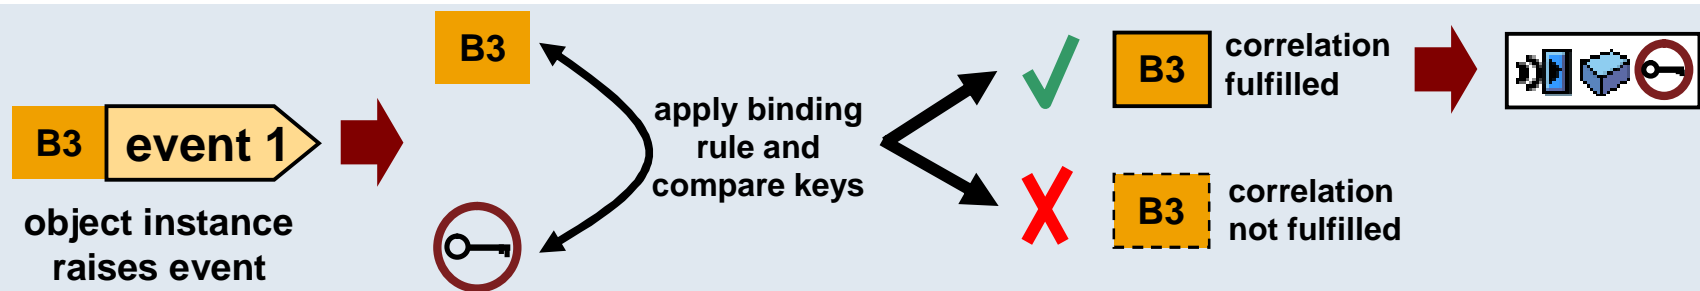 B3
event 1
object instance
raises event
B3
apply binding
rule and
compare keys
B3
correlation
fulfilled
B3
correlation
not fulfilled